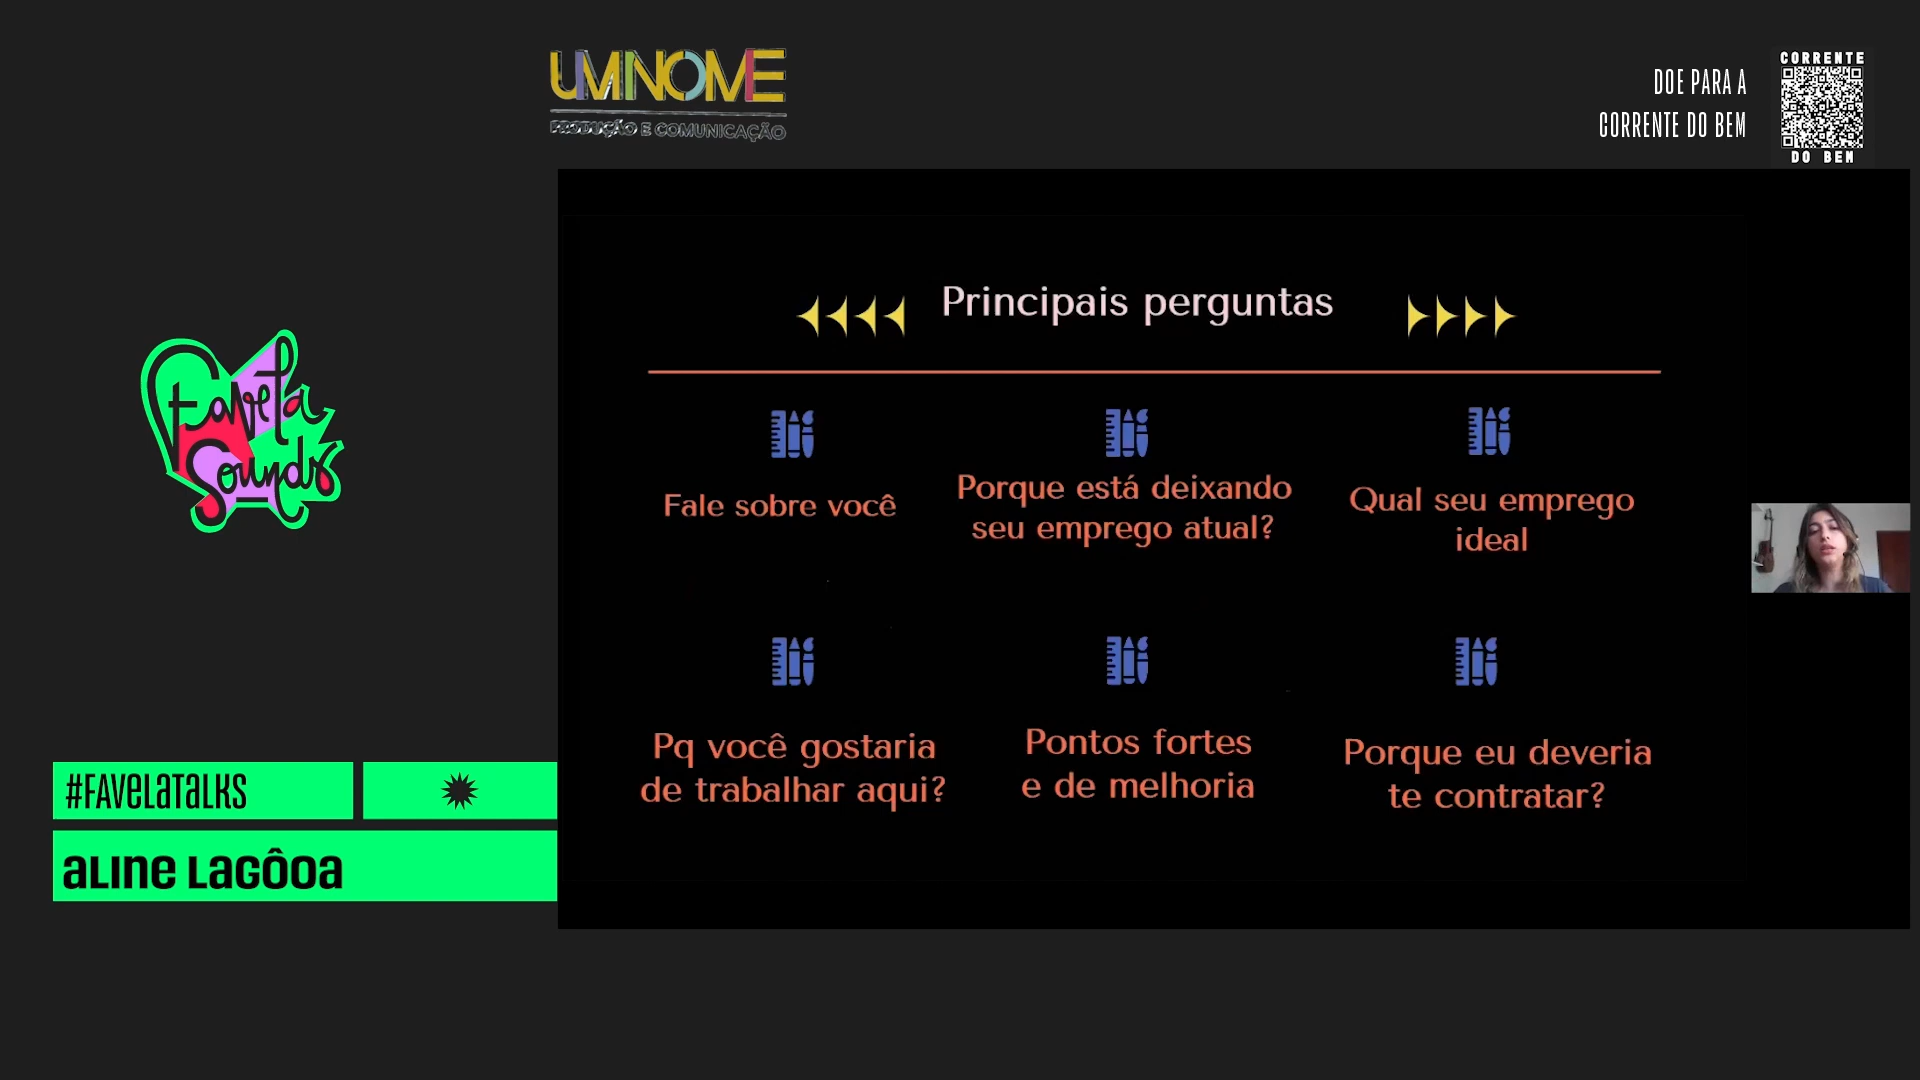 UMNOME
PRODUÇÃO E COMUNICAÇÃO
DOE PARA A
CORRENTE DO BEM
CORRENTE
DO BEM
Favela
Sounds
Principais perguntas
Fale sobre você
Porque está deixando
seu emprego atual?
Qual seu emprego
ideal
Pq você gostaria
de trabalhar aqui?
Pontos fortes
e de melhoria
Porque eu deveria
te contratar?
#FAVELATALKS
ALINE LAGÔOA